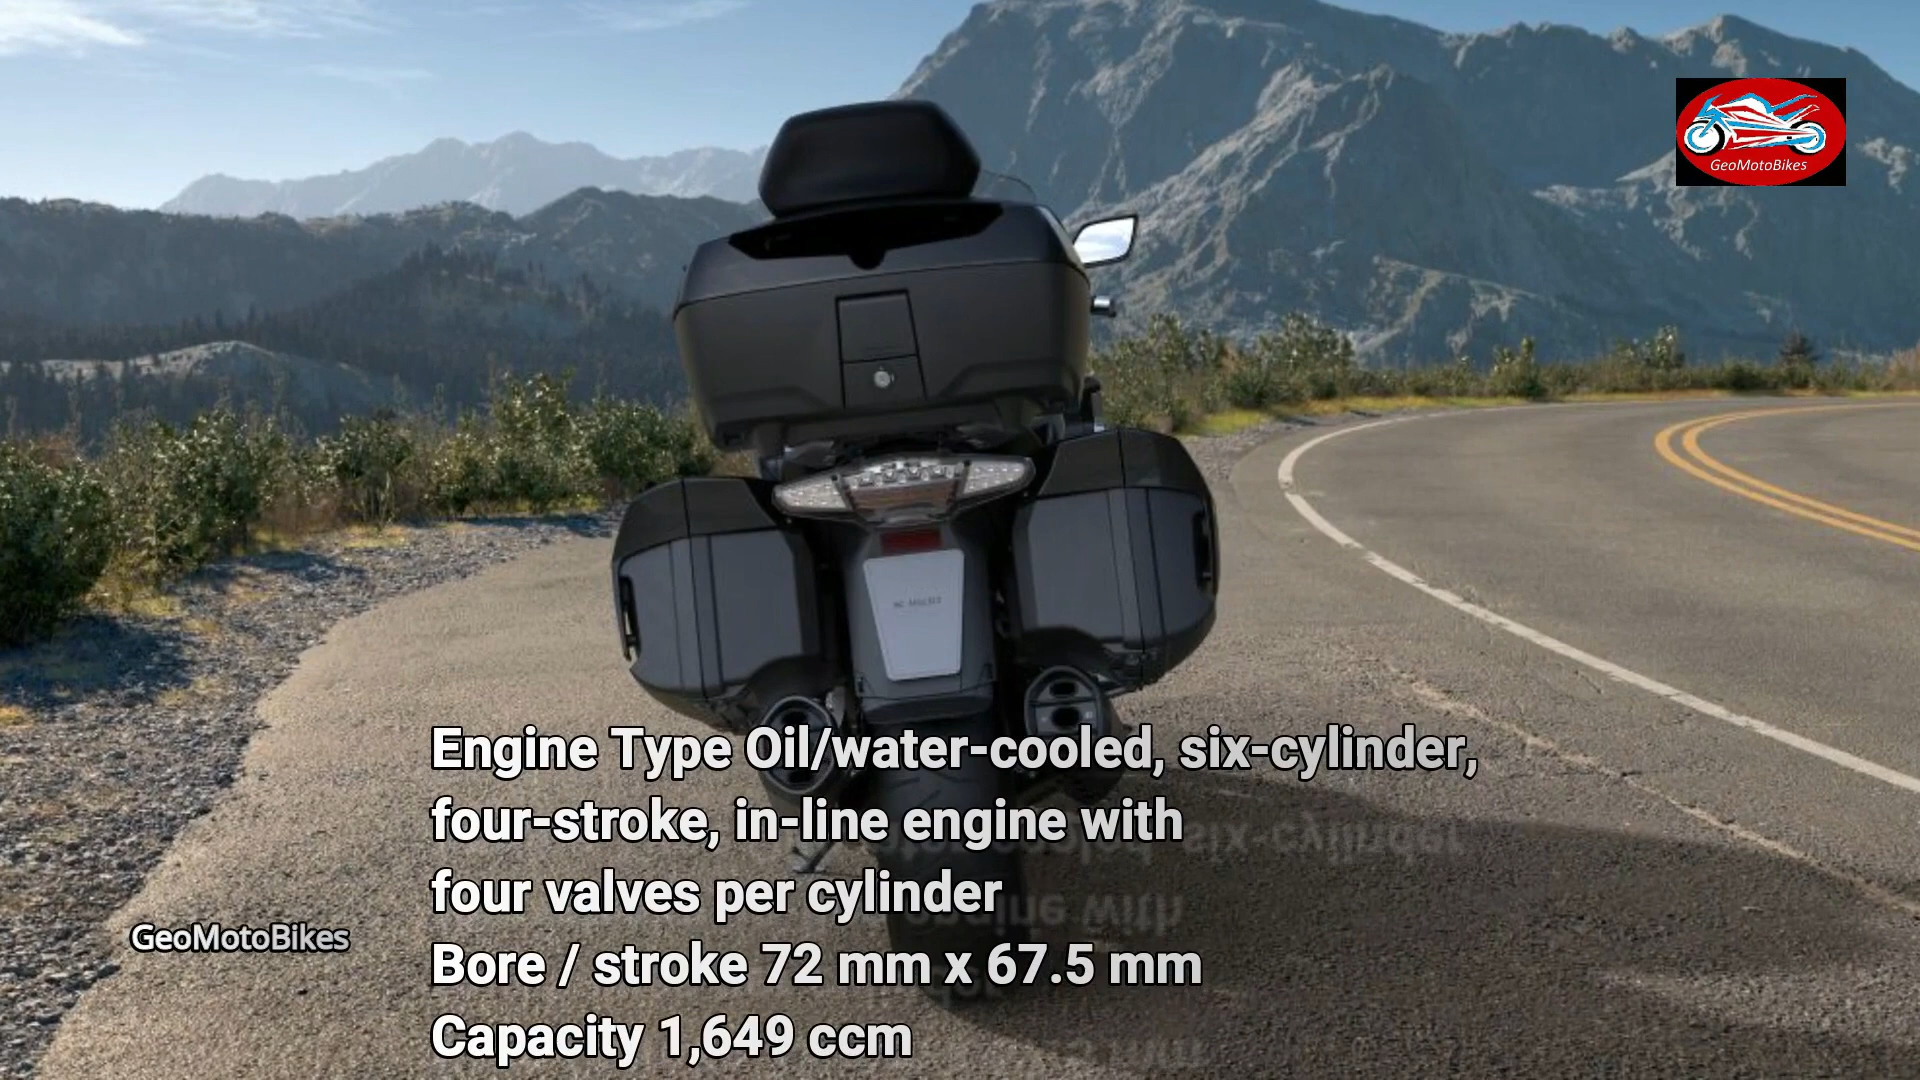 GeoMotoBikes
Engine Type Oil/water-cooled, six-cylinder,
four-stroke, in-line engine with
four valves per cylinder
Bore / stroke 72 mm x 67.5 mm
Capacity 1,649 ccm
GeoMotoBikes